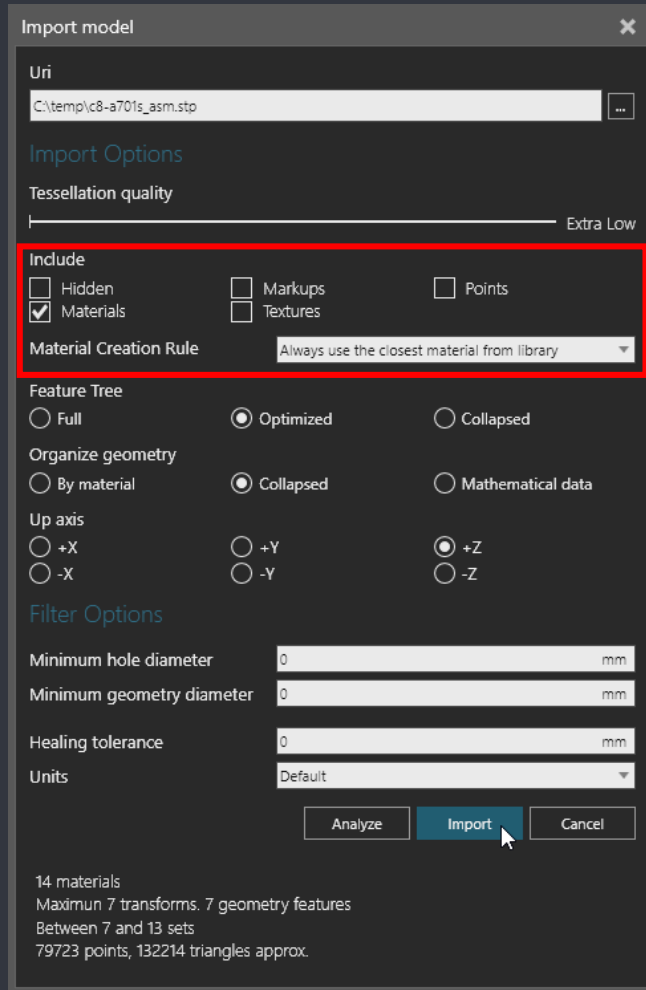 Import model
Uri
C:\temp\c8-a701s_asm.stp
...
Import Options
Tessellation quality
Extra Low
Include
Hidden Markups Points
Materials Textures
Material Creation Rule Always use the closest material from library
Feature Tree
Full Optimized Collapsed
Organize geometry
By material Collapsed Mathematical data
Up axis
+X +Y +Z
-X -Y -Z
Filter Options
Minimum hole diameter 0 mm
Minimum geometry diameter 0 mm
Healing tolerance 0 mm
Units Default
Analyze Import Cancel
14 materials
Maximun 7 transforms. 7 geometry features
Between 7 and 13 sets
79723 points, 132214 triangles approx.